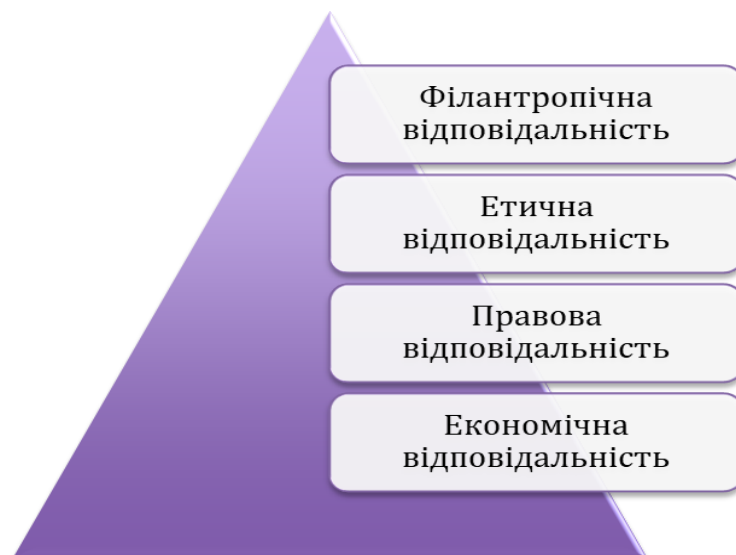 Філантропічна
відповідальність
Етична
відповідальність
Правова
відповідальність
Економічна
відповідальність